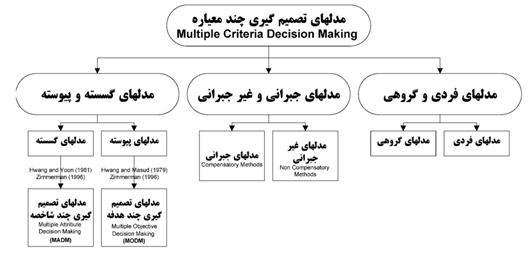 مدلهای تصمیم گیری چند معیاره
Multiple Criteria Decision Making
مدلهای فردی و گروهی
مدلهای جبرانی و غیر جبرانی
مدلهای گسسته و پیوسته
مدلهای فردی
مدلهای گروهی
مدلهای غیر
جبرانی
Non Compensatory
Methods
مدلهای جبرانی
Compensatory Methods
مدلهای پیوسته
Hwang and Masud (1979)
Zimmerman (1996)
مدلهای تصمیم
گیری چند هدفه
Multiple Objective
Decision Making
(MODM)
مدلهای گسسته
Hwang and Yoon (1981)
Zimmerman (1996)
مدلهای تصمیم
گیری چند شاخصه
Multiple Attribute
Decision Making
(MADM)